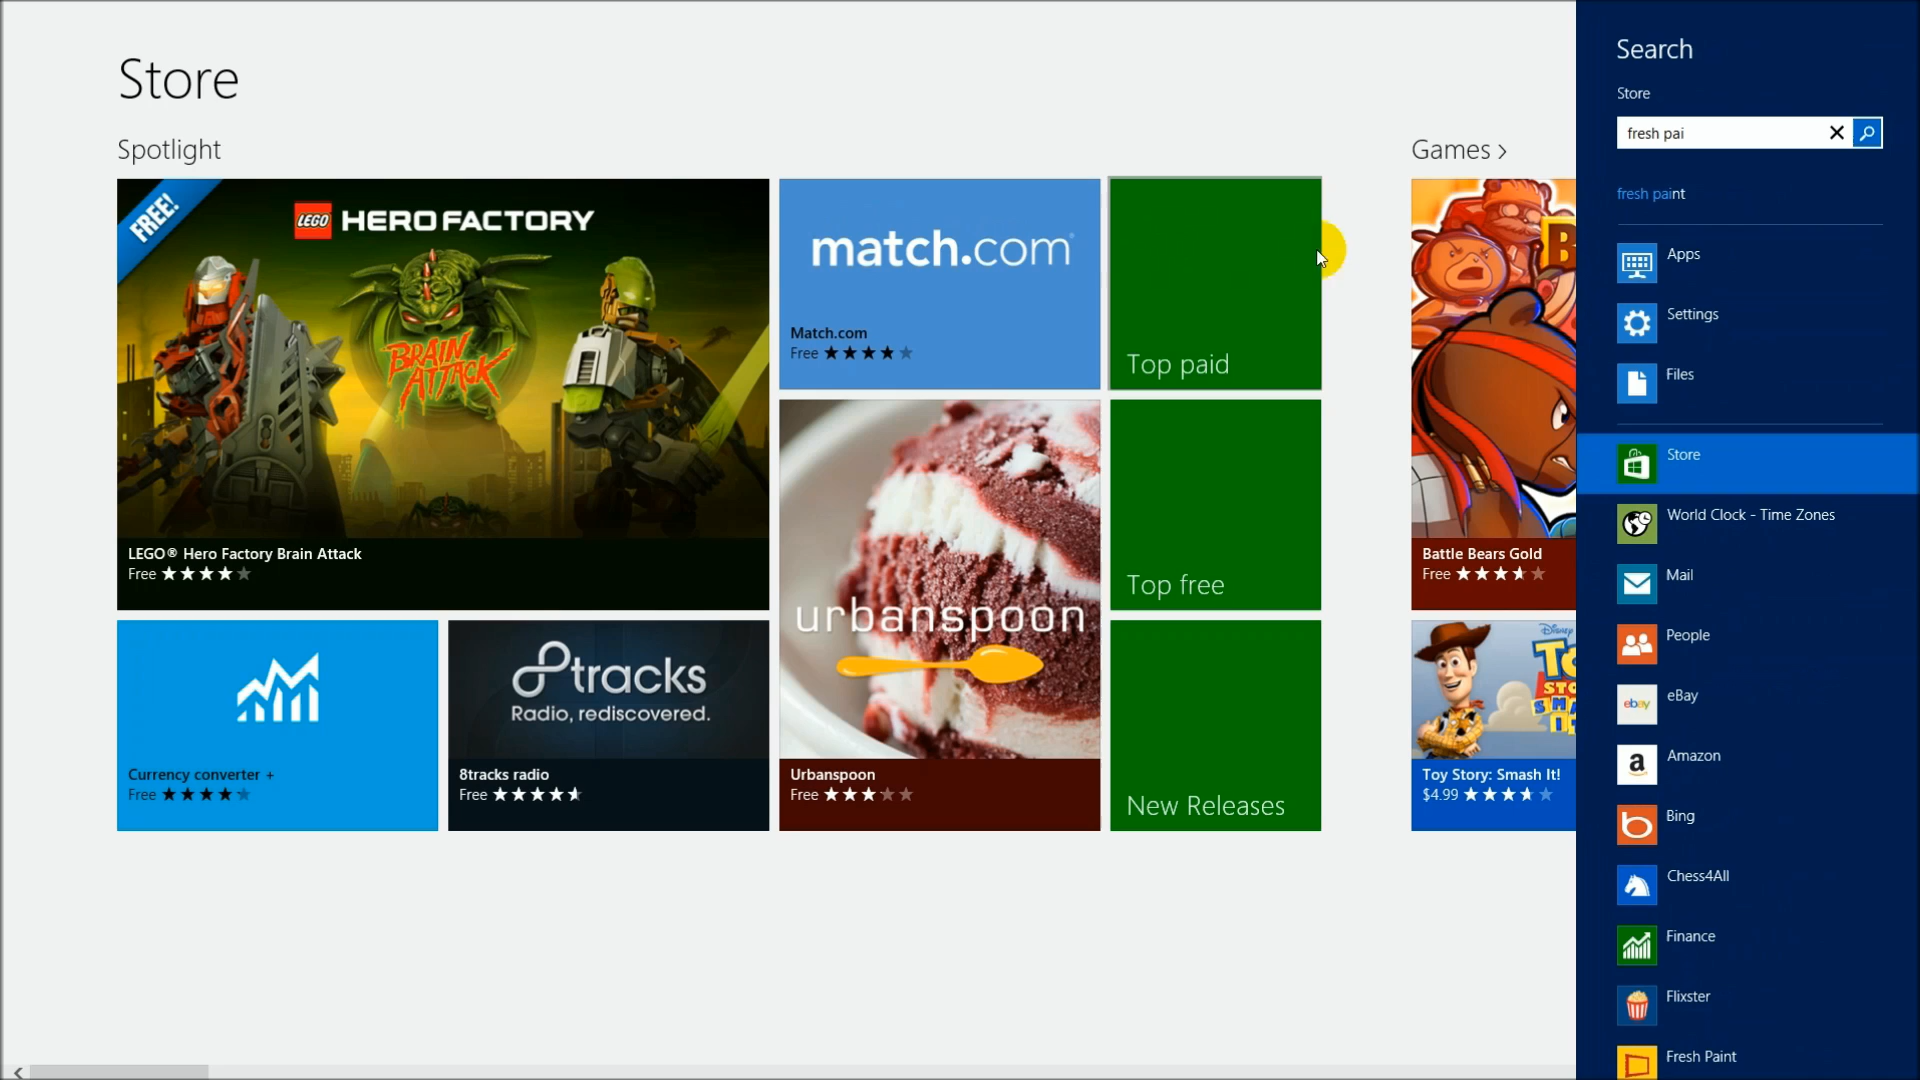 Store
Spotlight
FREE!
LEGO HERO FACTORY
BRAIN
ATTACK
LEGO® Hero Factory Brain Attack
Free
match.com
Match.com
Free
Top paid
urbanspoon
Urbanspoon
Free
Top free
New Releases
Currency converter +
Free
8tracks
Radio, rediscovered.
8tracks radio
Free
Games >
B
Battle Bears Gold
Free
Disney
Toy Story: Smash It!
$4.99
Search
Store
fresh pai
fresh paint
Apps
Settings
Files
Store
World Clock - Time Zones
Mail
People
ebay
eBay
a
Amazon
b
Bing
Chess4All
Finance
Flixster
Fresh Paint